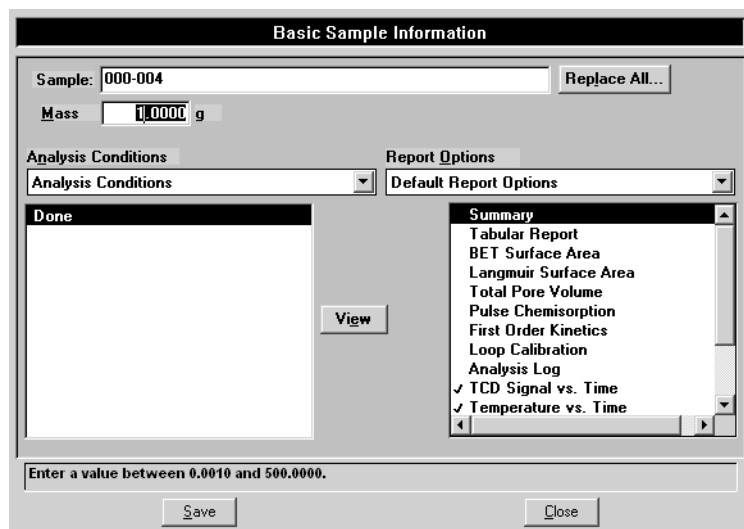 Basic Sample Information
Sample: 000-004 Replace All...
Mass 1.0000 g
Analysis Conditions Report Options
Analysis Conditions Default Report Options
Done
Summary
Tabular Report
BET Surface Area
Langmuir Surface Area
Total Pore Volume
Pulse Chemisorption
View
First Order Kinetics
Loop Calibration
Analysis Log
✓ TCD Signal vs. Time
✓ Temperature vs. Time
Enter a value between 0.0010 and 500.0000.
Save Close